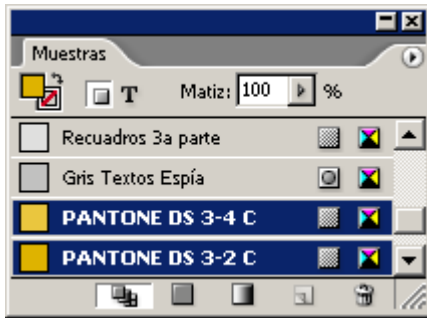 Muestras
T Matiz: 100 %
Recuadros 3a parte
Gris Textos Espía
PANTONE DS 3-4 C
PANTONE DS 3-2 C